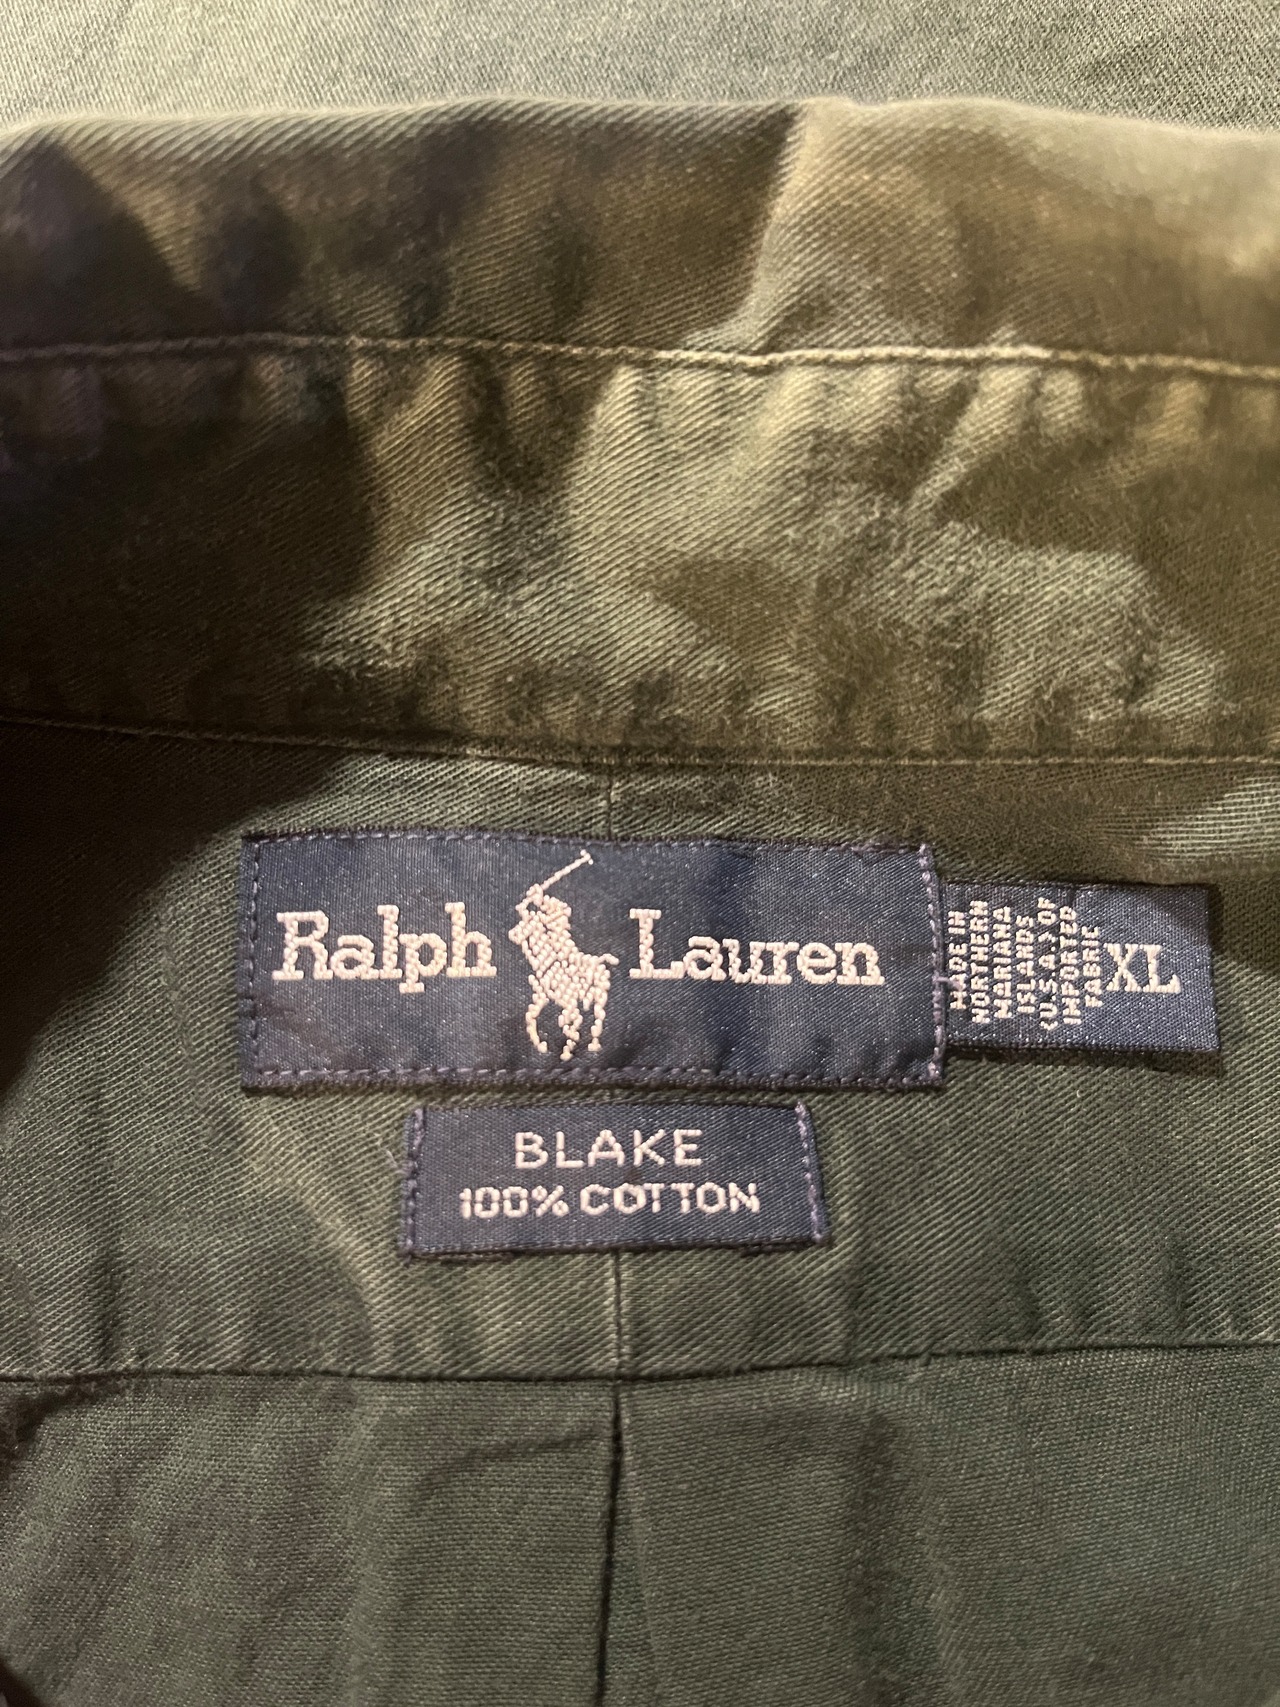 Ralph Lauren
MADE IN
NORTHERN
MARIANA
ISLANDS
(U.S.A.) OF
IMPORTED
FABRIC
XL
BLAKE
100% COTTON